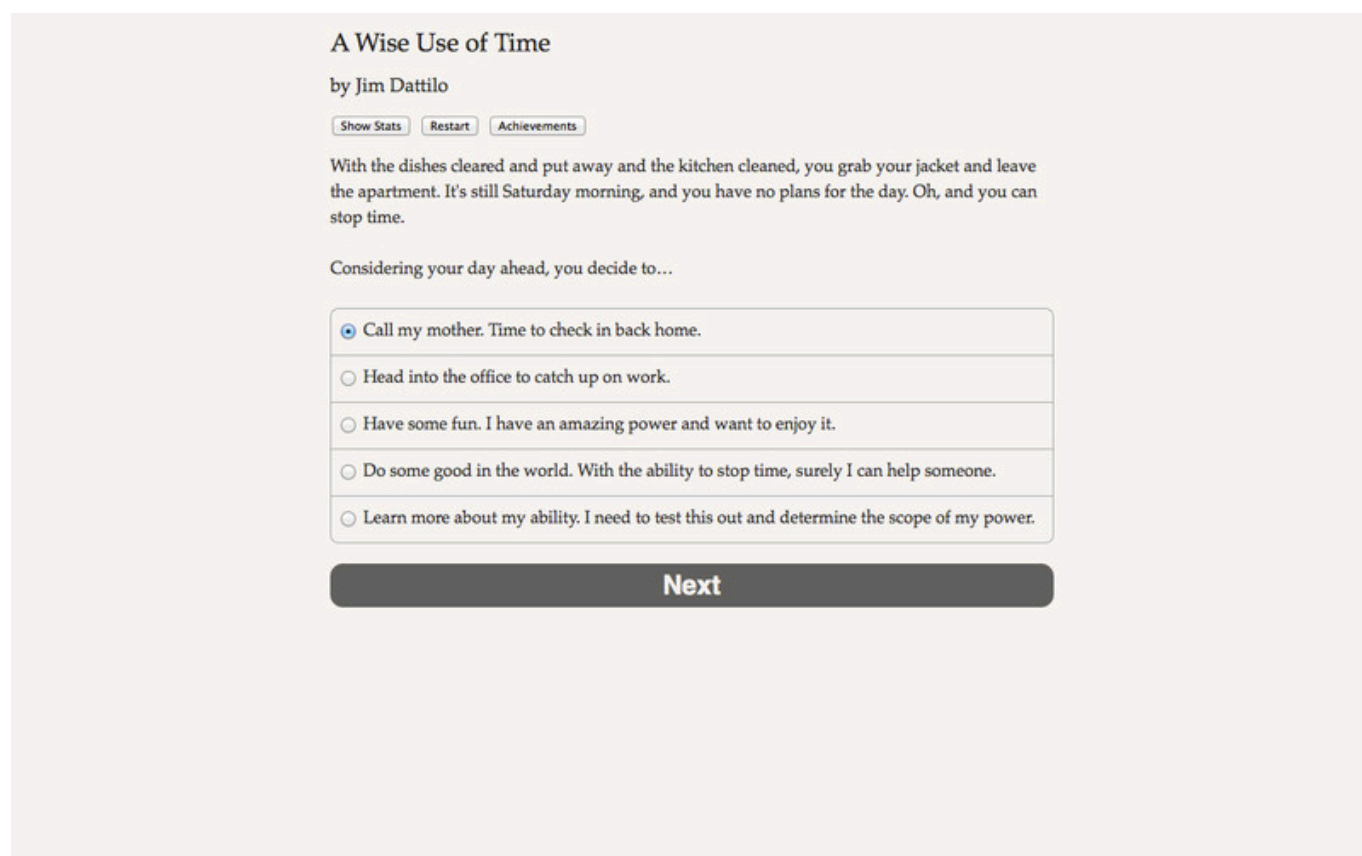 A Wise Use of Time
by Jim Dattilo
Show Stats Restart Achievements
With the dishes cleared and put away and the kitchen cleaned, you grab your jacket and leave
the apartment. It's still Saturday morning, and you have no plans for the day. Oh, and you can
stop time.
Considering your day ahead, you decide to…
Call my mother. Time to check in back home.
Head into the office to catch up on work.
Have some fun. I have an amazing power and want to enjoy it.
Do some good in the world. With the ability to stop time, surely I can help someone.
Learn more about my ability. I need to test this out and determine the scope of my power.
Next